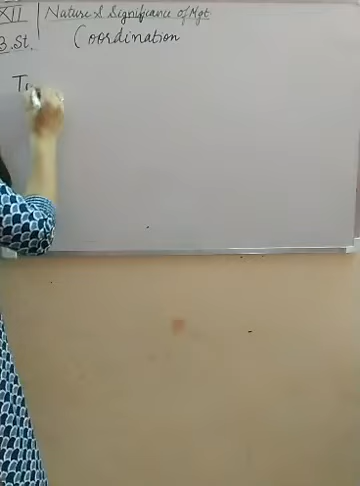 XII | Nature & Significance of Mgt
B.St. Coordination